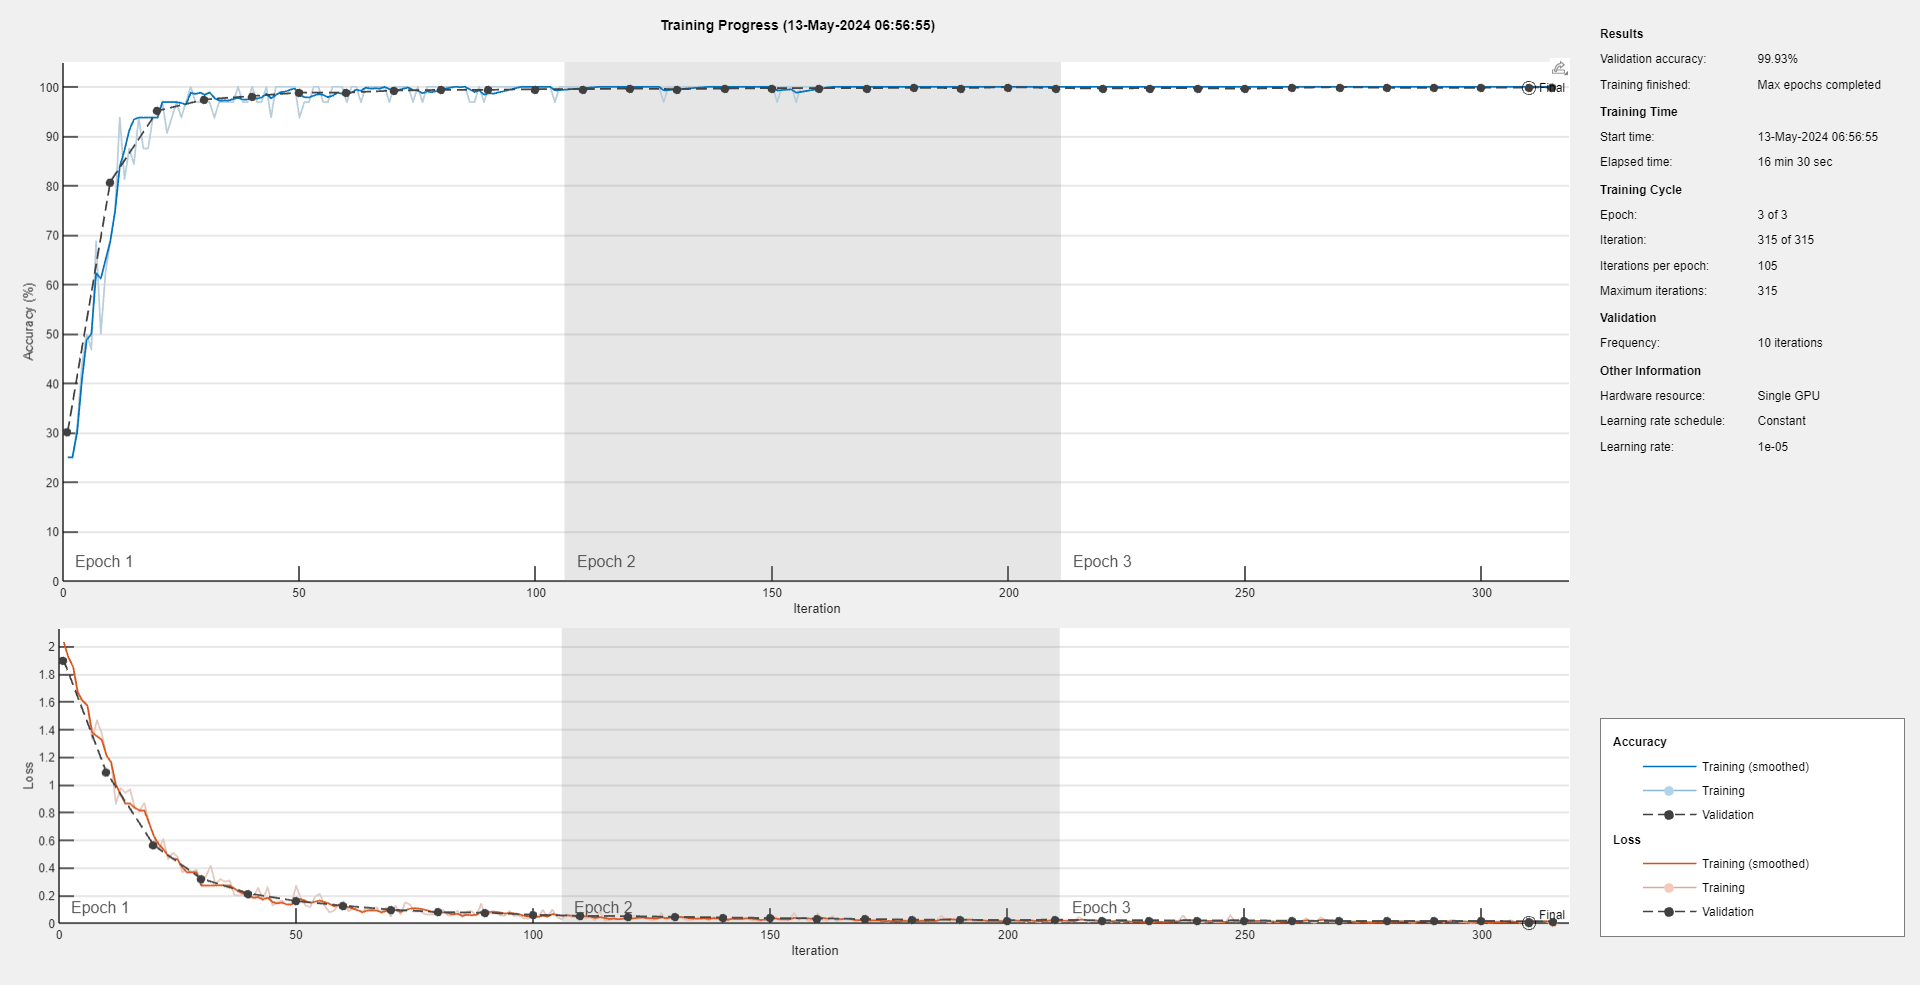 Training Progress (13-May-2024 06:56:55)
100
90
80
70
60
50
40
30
20
10
0
Accuracy (%)
Final
Epoch 1
Epoch 2
Epoch 3
0 50 100 150 200 250 300
Iteration
2
1.8
1.6
1.4
1.2
1
0.8
0.6
0.4
0.2
0
Loss
Final
Epoch 1
Epoch 2
Epoch 3
0 50 100 150 200 250 300
Iteration
Results
Validation accuracy: 99.93%
Training finished: Max epochs completed
Training Time
Start time: 13-May-2024 06:56:55
Elapsed time: 16 min 30 sec
Training Cycle
Epoch: 3 of 3
Iteration: 315 of 315
Iterations per epoch: 105
Maximum iterations: 315
Validation
Frequency: 10 iterations
Other Information
Hardware resource: Single GPU
Learning rate schedule: Constant
Learning rate: 1e-05
Accuracy
Training (smoothed)
Training
Validation
Loss
Training (smoothed)
Training
Validation